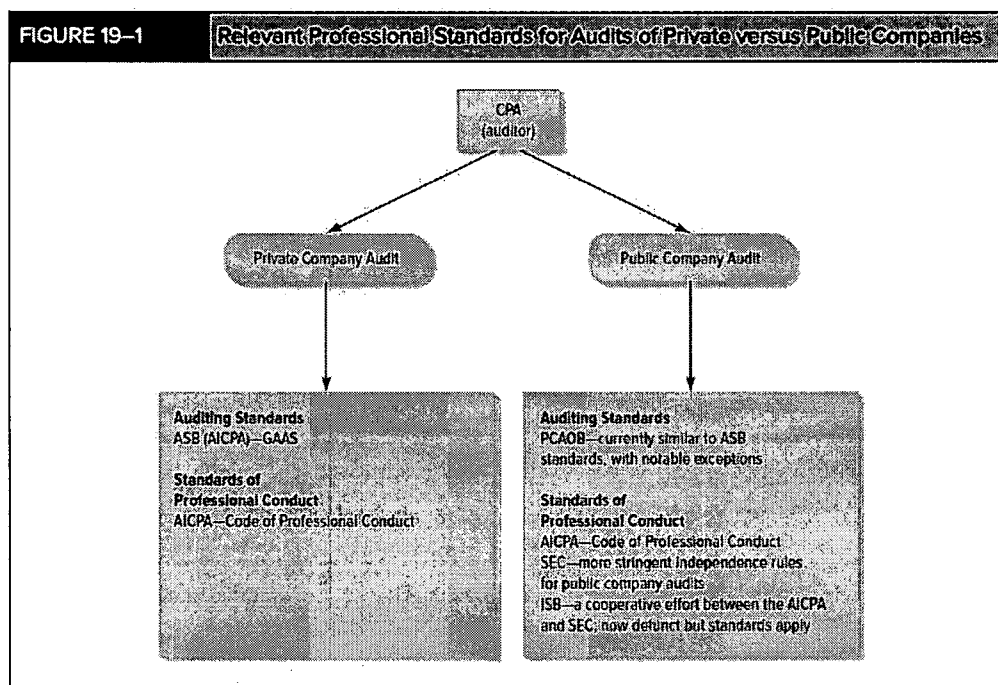 FIGURE 19–1
Relevant Professional Standards for Audits of Private versus Public Companies
CPA
(auditor)
Private Company Audit
Public Company Audit
Auditing Standards
ASB (AICPA)—GAAS
Standards of
Professional Conduct
AICPA—Code of Professional Conduct
Auditing Standards
PCAOB—currently similar to ASB
standards, with notable exceptions
Standards of
Professional Conduct
AICPA—Code of Professional Conduct
SEC—more stringent independence rules
for public company audits
ISB—a cooperative effort between the AICPA
and SEC; now defunct but standards apply